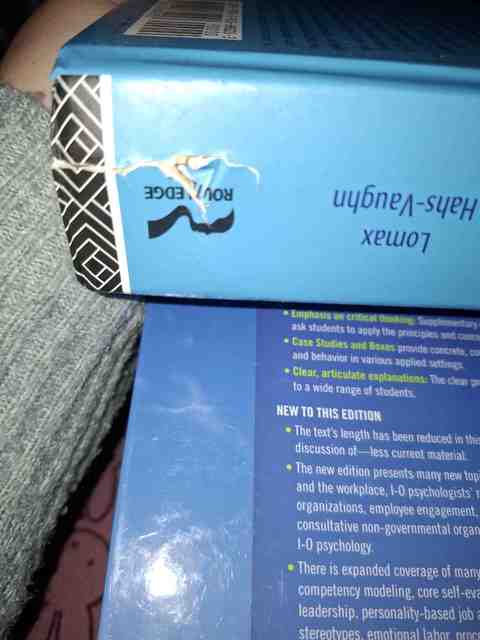 ROUTLEDGE
Lomax
Hahs-Vaughn
• Emphasis on critical thinking: Supplementary
ask students to apply the principles and
• Case Studies and Boxes provide concrete,
and behavior in various applied settings.
• Clear, articulate explanations: The clear
to a wide range of students.
NEW TO THIS EDITION
• The text's length has been reduced in
discussion of—less current material.
• The new edition presents many new
and the workplace, I-O psychologists'
organizations, employee engagement,
consultative non-governmental
I-O psychology.
• There is expanded coverage of many
competency modeling, core
leadership, personality-based job
stereotypes, emotional labor,